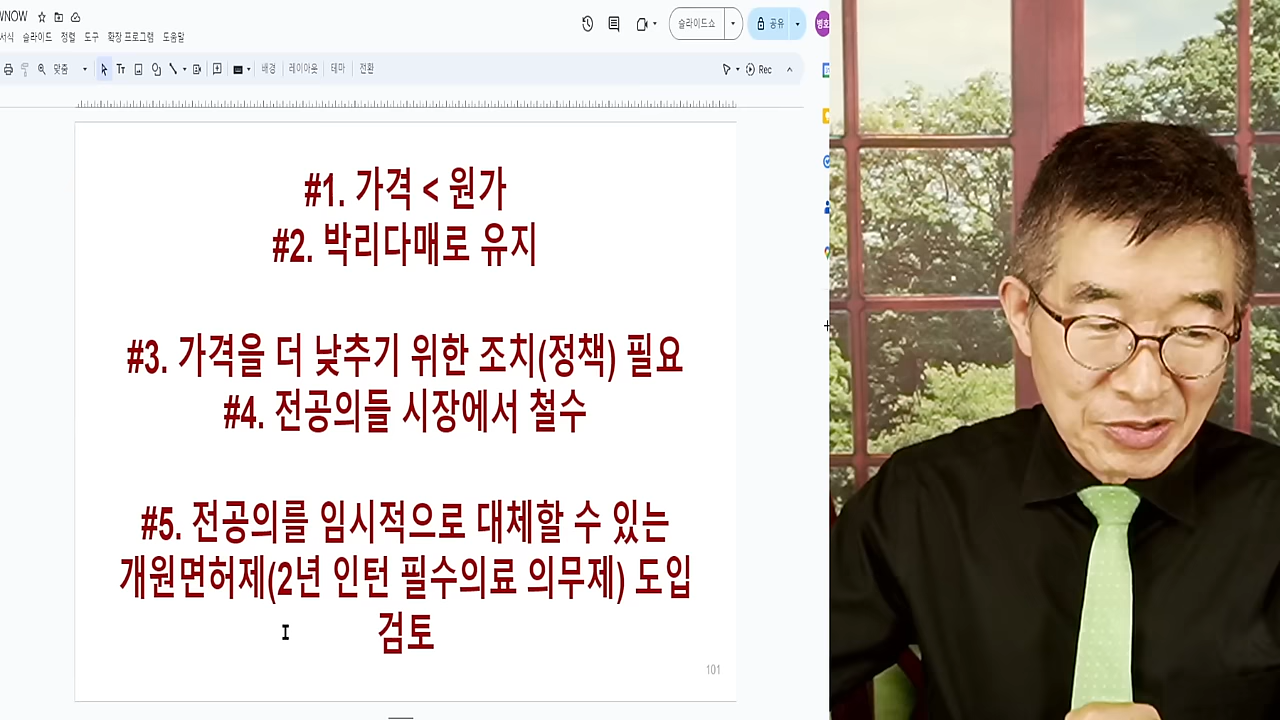 WNOW
슬라이드쇼
공유
병호
서식 슬라이드 정렬 도구 확장 프로그램 도움말
맞춤 Tт 배경 레이아웃 테마 전환 Rec
#1. 가격 < 원가
#2. 박리다매로 유지
#3. 가격을 더 낮추기 위한 조치(정책) 필요
#4. 전공의들 시장에서 철수
#5. 전공의를 임시적으로 대체할 수 있는
개원면허제(2년 인턴 필수의료 의무제) 도입
검토
101